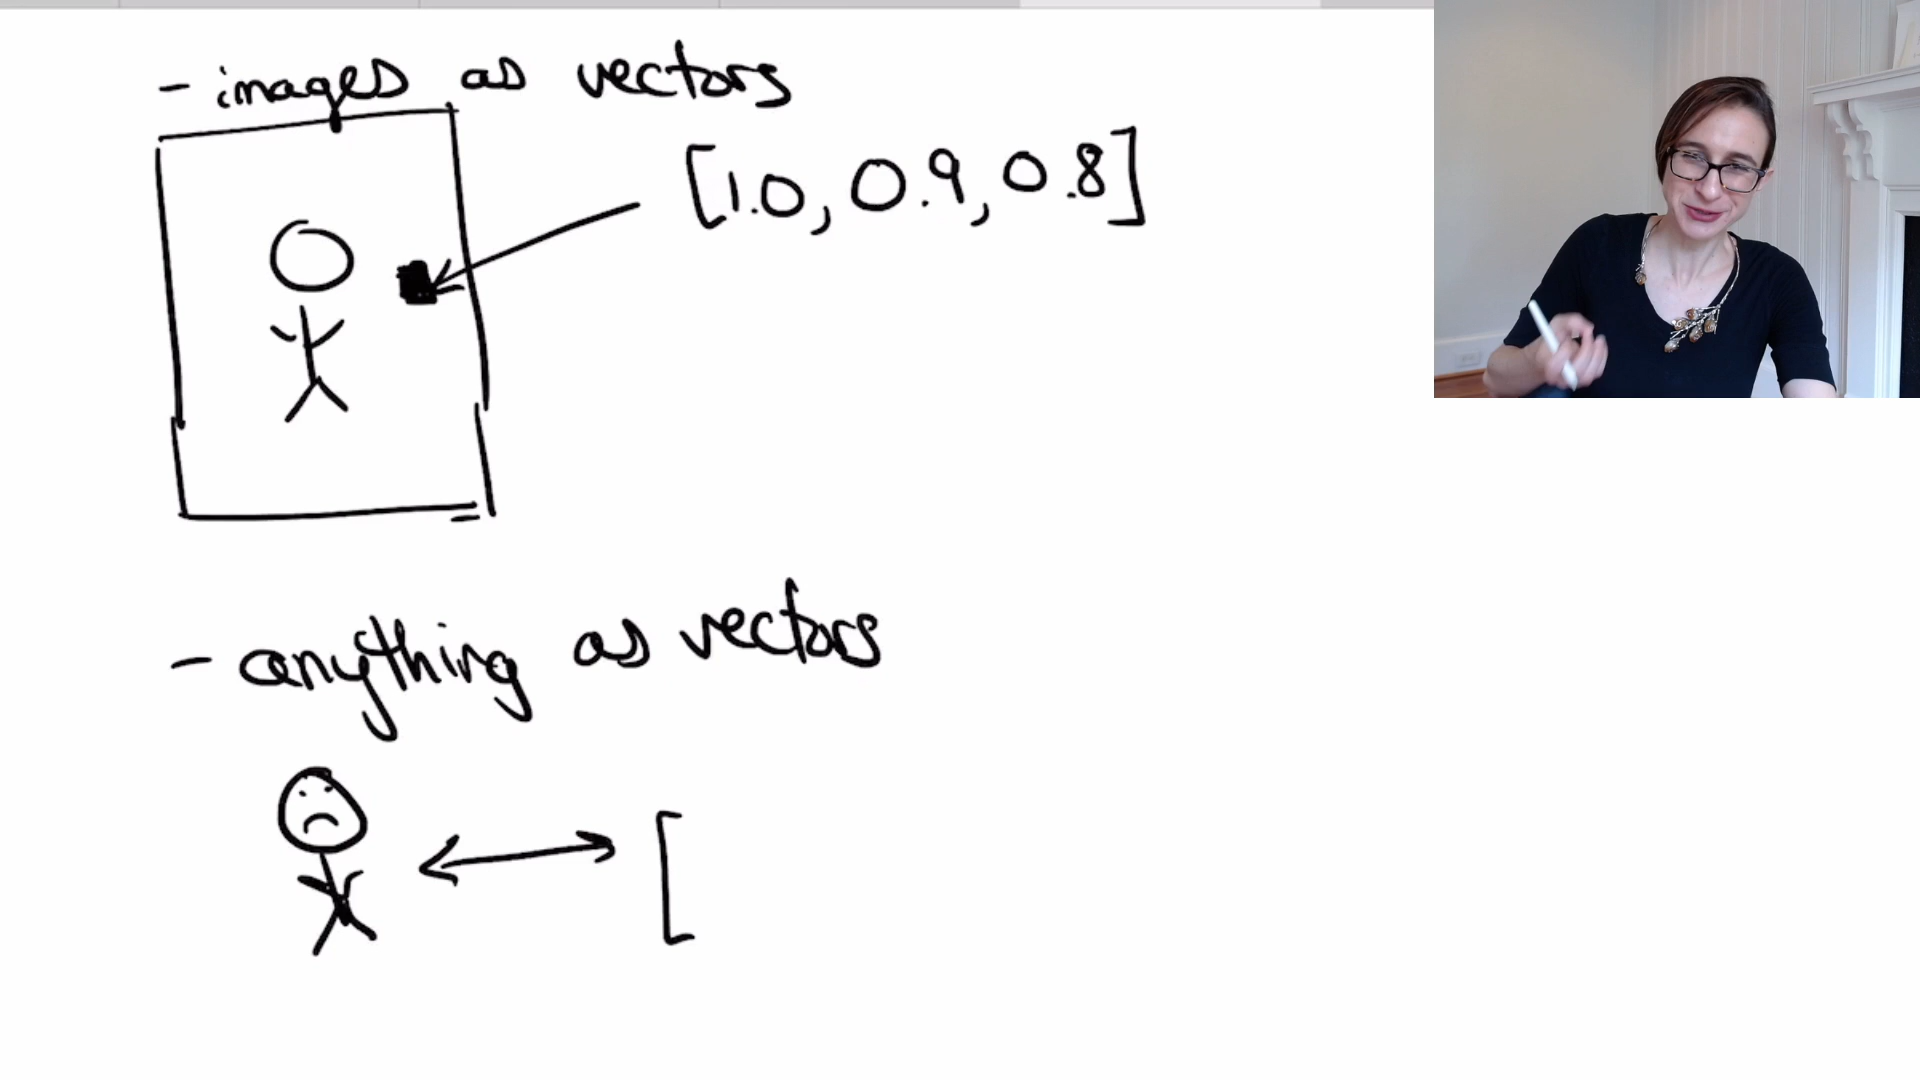 - images as vectors
[1.0, 0.9, 0.8]
- anything as vectors
[